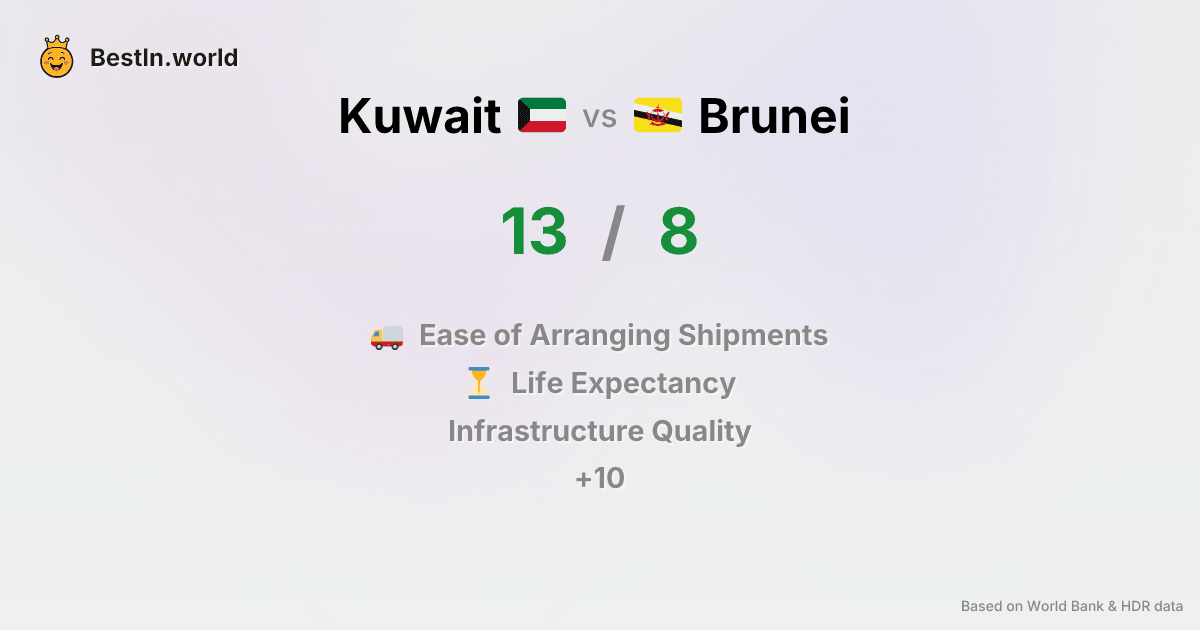 BestIn.world
Kuwait vs Brunei
13 / 8
Ease of Arranging Shipments
Life Expectancy
Infrastructure Quality
+10
Based on World Bank & HDR data